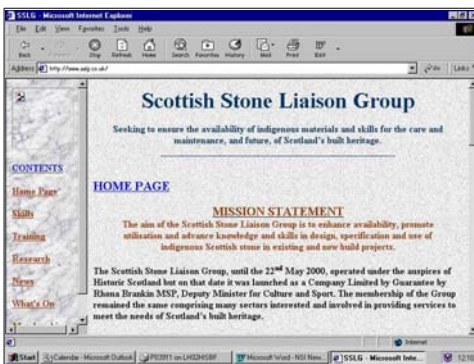 SSLG - Microsoft Internet Explorer
File Edit View Favorites Tools Help
Back Stop Refresh Home Search Favorites History Mail Print Edit
Address http://www.sslg.co.uk/ Links
Scottish Stone Liaison Group
Seeking to ensure the availability of indigenous materials and skills for the care and
maintenance, and future, of Scotland's built heritage.
CONTENTS
Home Page
Skills
Training
Research
News
What's On
HOME PAGE
MISSION STATEMENT
The aim of the Scottish Stone Liaison Group is to enhance availability, promote
utilisation and advance knowledge and skills in design, specification and use of
indigenous Scottish stone in existing and new build projects.
The Scottish Stone Liaison Group, until the 22nd May 2000, operated under the auspices of
Historic Scotland but on that date it was launched as a Company Limited by Guarantee by
Rhona Brankin MSP, Deputy Minister for Culture and Sport. The membership of the Group
remained the same comprising many sectors interested and involved in providing services to
meet the needs of Scotland's built heritage.
Internet
Start Calendar - Microsoft Outlook Microsoft Word - NSI New... SSLG - Microsoft Inte...